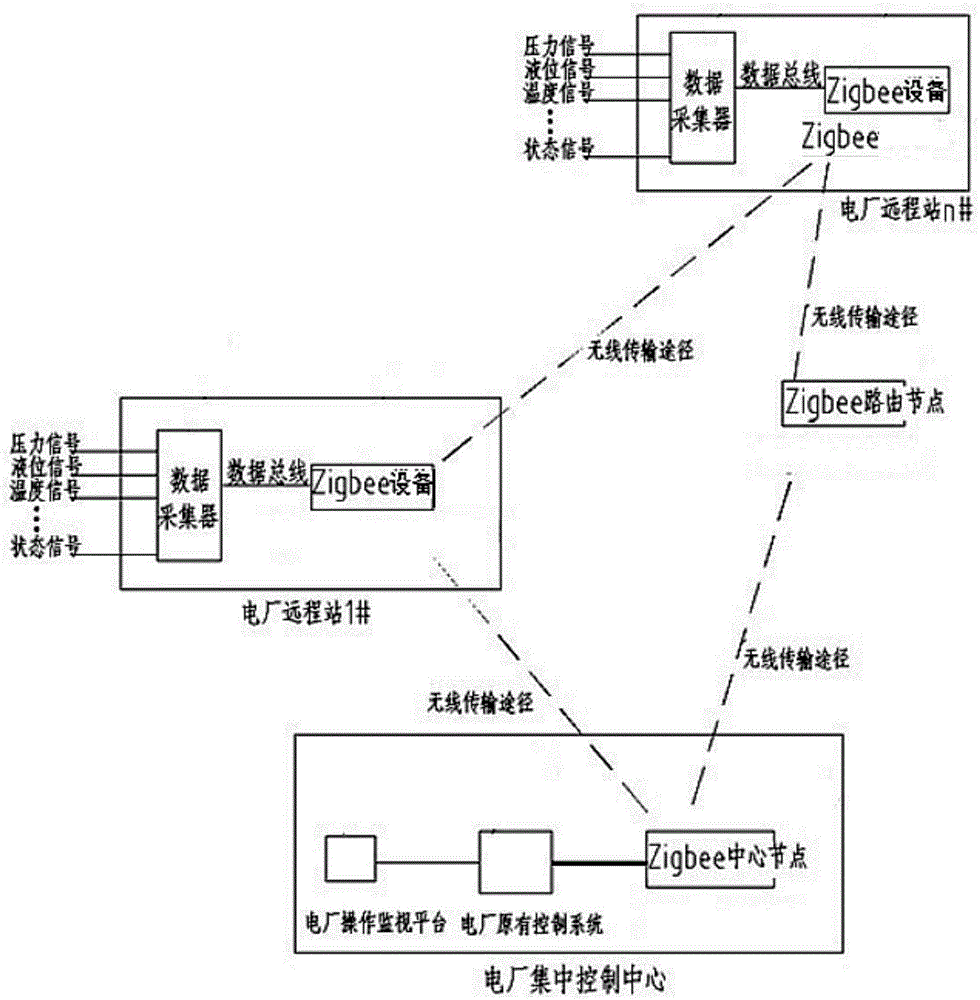 压力信号
液位信号
温度信号
状态信号
数据
采集器
数据总线
Zigbee设备
Zigbee
电厂远程站n#
无线传输途径
无线传输途径
Zigbee路由节点
压力信号
液位信号
温度信号
状态信号
数据
采集器
数据总线
Zigbee设备
电厂远程站1#
无线传输途径
无线传输途径
Zigbee中心节点
电厂操作监视平台
电厂原有控制系统
电厂集中控制中心